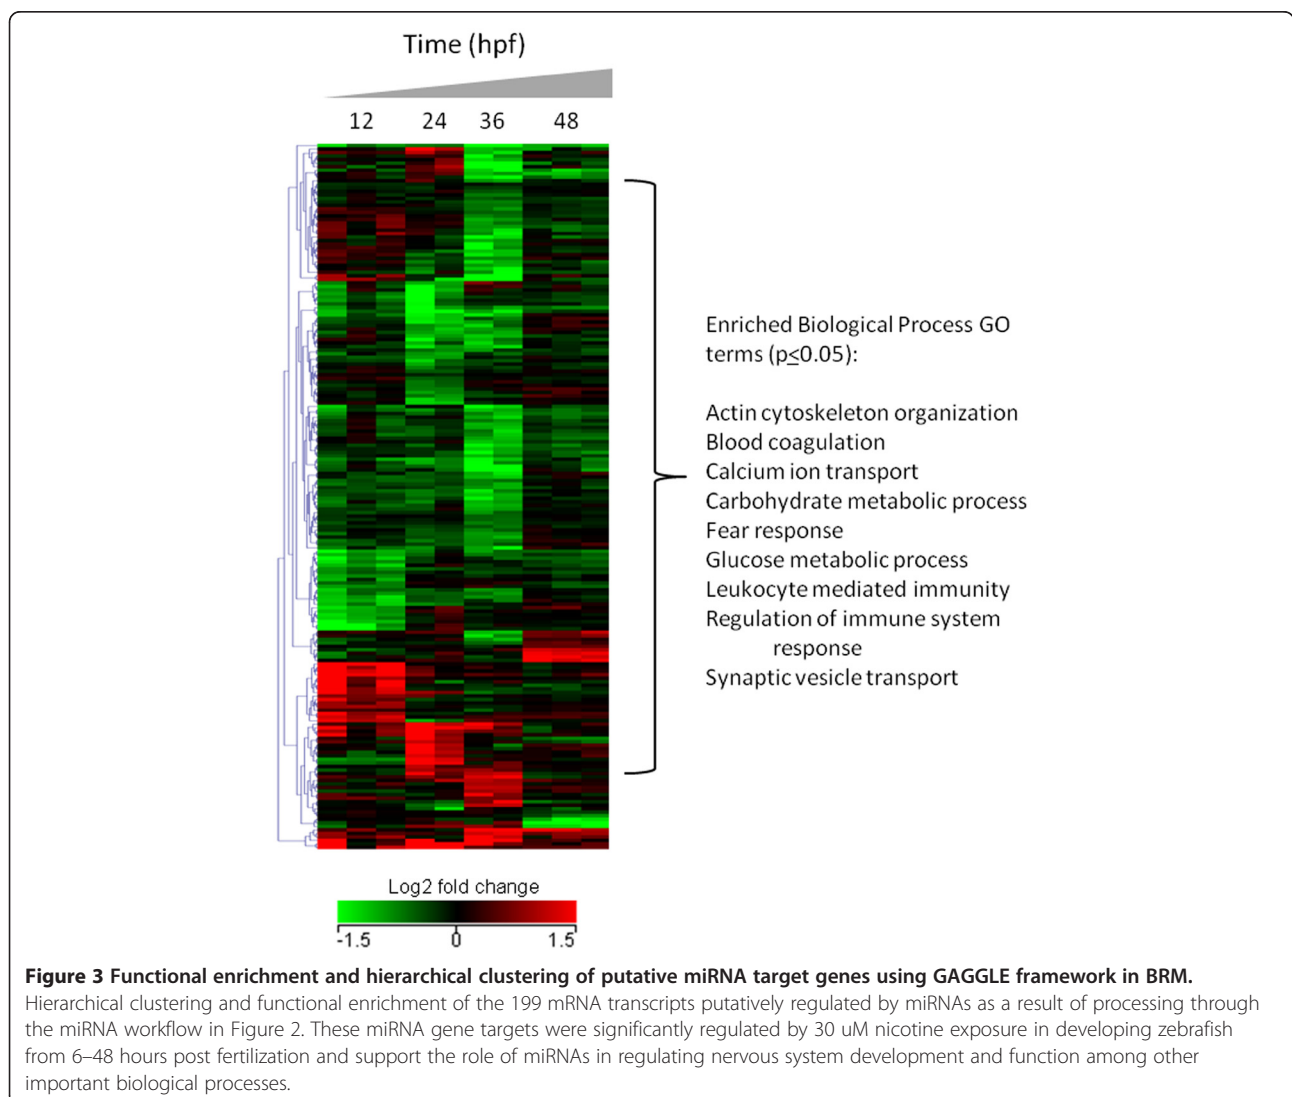 Time (hpf)
12 24 36 48
Enriched Biological Process GO
terms (p≤0.05):
Actin cytoskeleton organization
Blood coagulation
Calcium ion transport
Carbohydrate metabolic process
Fear response
Glucose metabolic process
Leukocyte mediated immunity
Regulation of immune system
response
Synaptic vesicle transport
Log2 fold change
-1.5 0 1.5
Figure 3 Functional enrichment and hierarchical clustering of putative miRNA target genes using GAGGLE framework in BRM.
Hierarchical clustering and functional enrichment of the 199 mRNA transcripts putatively regulated by miRNAs as a result of processing through
the miRNA workflow in Figure 2. These miRNA gene targets were significantly regulated by 30 uM nicotine exposure in developing zebrafish
from 6–48 hours post fertilization and support the role of miRNAs in regulating nervous system development and function among other
important biological processes.